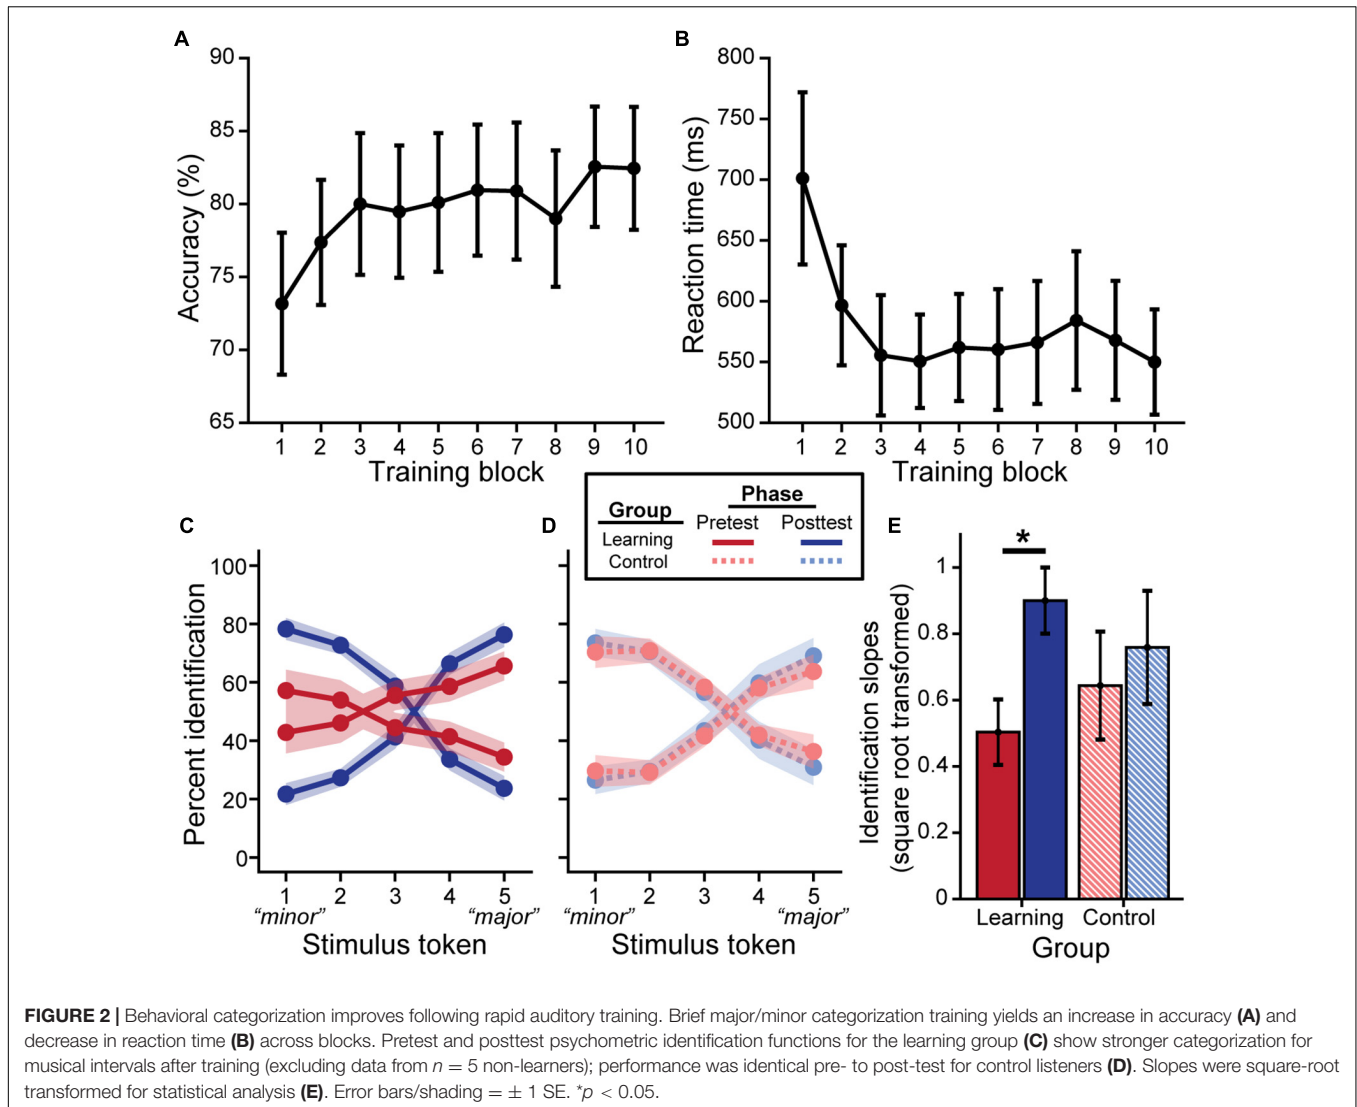 A
90
85
80
75
70
65
Accuracy (%)
1 2 3 4 5 6 7 8 9 10
Training block
B
800
750
700
650
600
550
500
Reaction time (ms)
1 2 3 4 5 6 7 8 9 10
Training block
Group
Phase
Pretest Posttest
Learning
Control
C
100
80
60
40
20
0
Percent identification
1 2 3 4 5
“minor” “major”
Stimulus token
D
1 2 3 4 5
“minor” “major”
Stimulus token
E
*
1
0.8
0.6
0.4
0.2
0
Identification slopes
(square root transformed)
Learning Control
Group
FIGURE 2 | Behavioral categorization improves following rapid auditory training. Brief major/minor categorization training yields an increase in accuracy (A) and
decrease in reaction time (B) across blocks. Pretest and posttest psychometric identification functions for the learning group (C) show stronger categorization for
musical intervals after training (excluding data from n = 5 non-learners); performance was identical pre- to post-test for control listeners (D). Slopes were square-root
transformed for statistical analysis (E). Error bars/shading = ± 1 SE. *p < 0.05.